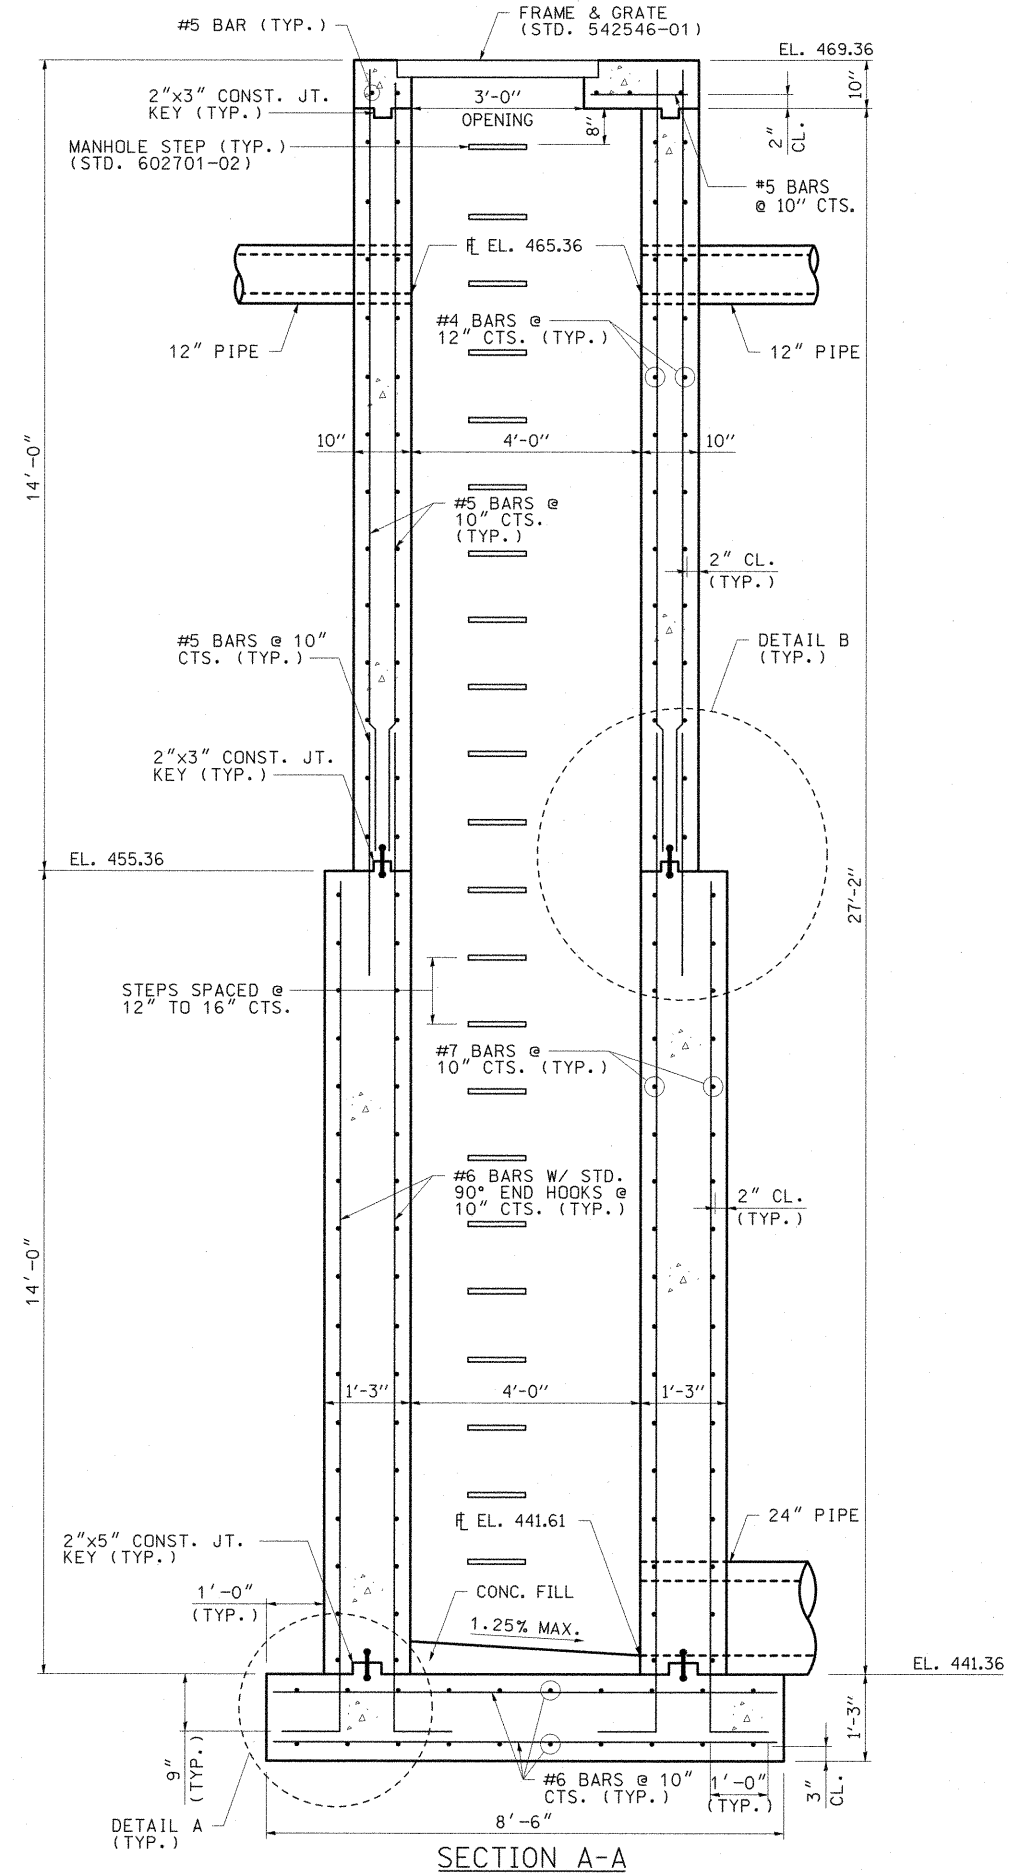 #5 BAR (TYP.)
FRAME & GRATE
(STD. 542546-01)
EL. 469.36
2"x3" CONST. JT.
KEY (TYP.)
3'-0"
OPENING
8"
10"
2"
CL.
MANHOLE STEP (TYP.)
(STD. 602701-02)
#5 BARS
@ 10" CTS.
℄ EL. 465.36
12" PIPE
#4 BARS @
12" CTS. (TYP.)
12" PIPE
14'-0"
10"
4'-0"
10"
#5 BARS @
10" CTS.
(TYP.)
2" CL.
(TYP.)
#5 BARS @ 10"
CTS. (TYP.)
DETAIL B
(TYP.)
2"x3" CONST. JT.
KEY (TYP.)
EL. 455.36
27'-2"
STEPS SPACED @
12" TO 16" CTS.
#7 BARS @
10" CTS. (TYP.)
#6 BARS W/ STD.
90° END HOOKS @
10" CTS. (TYP.)
2" CL.
(TYP.)
14'-0"
1'-3"
4'-0"
1'-3"
24" PIPE
℄ EL. 441.61
2"x5" CONST. JT.
KEY (TYP.)
1'-0"
(TYP.)
CONC. FILL
1.25% MAX.
EL. 441.36
1'-3"
9"
(TYP.)
#6 BARS @ 10"
CTS. (TYP.)
1'-0"
(TYP.)
3"
CL.
DETAIL A
(TYP.)
8'-6"
SECTION A-A